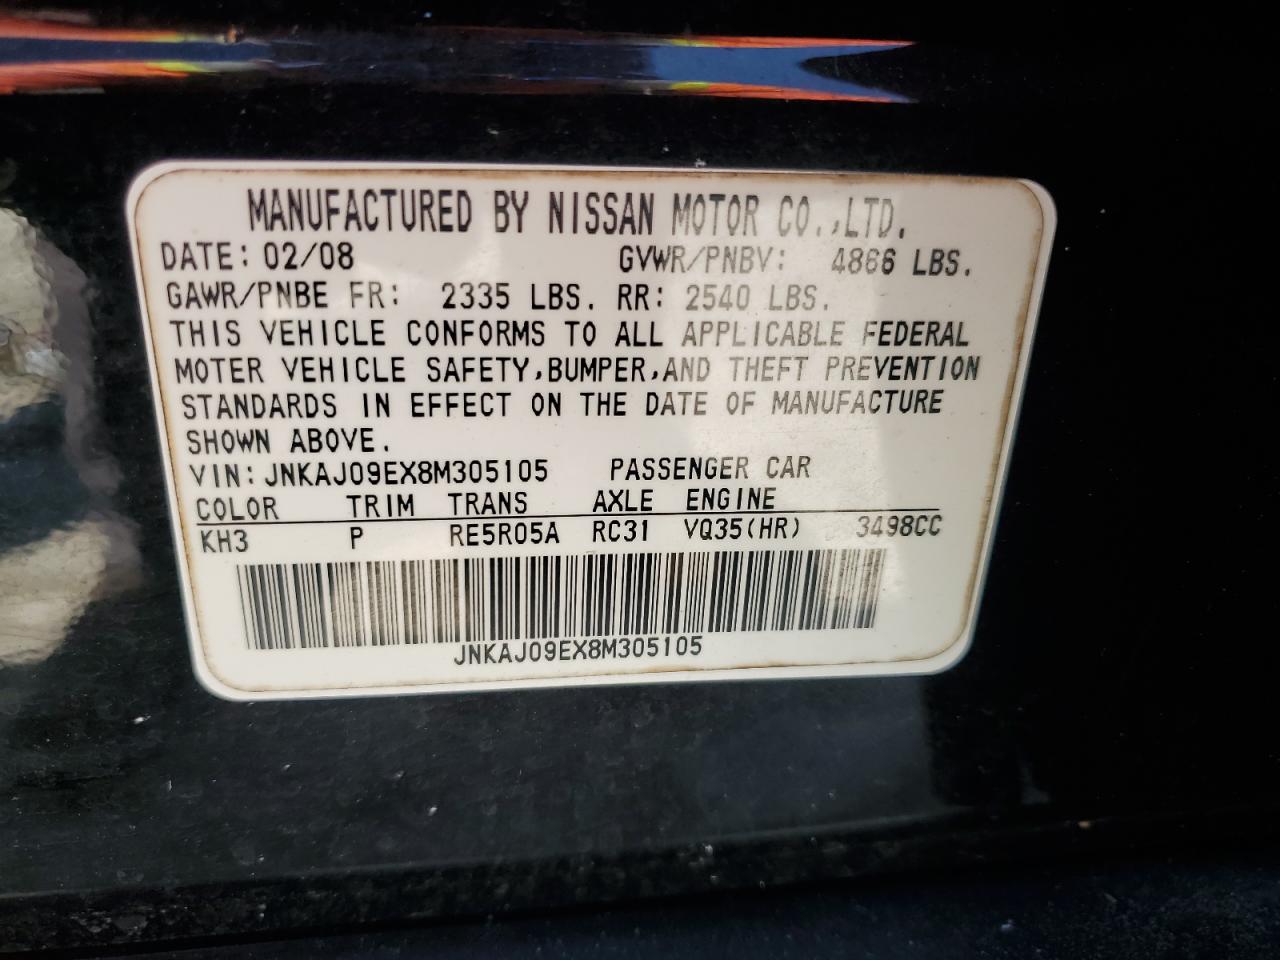 MANUFACTURED BY NISSAN MOTOR CO.,LTD.
DATE: 02/08 GVWR/PNBV: 4866 LBS.
GAWR/PNBE FR: 2335 LBS. RR: 2540 LBS.
THIS VEHICLE CONFORMS TO ALL APPLICABLE FEDERAL
MOTER VEHICLE SAFETY,BUMPER,AND THEFT PREVENTION
STANDARDS IN EFFECT ON THE DATE OF MANUFACTURE
SHOWN ABOVE.
VIN: JNKAJ09EX8M305105 PASSENGER CAR
COLOR TRIM TRANS AXLE ENGINE
KH3 P RE5R05A RC31 VQ35(HR) 3498CC
JNKAJ09EX8M305105